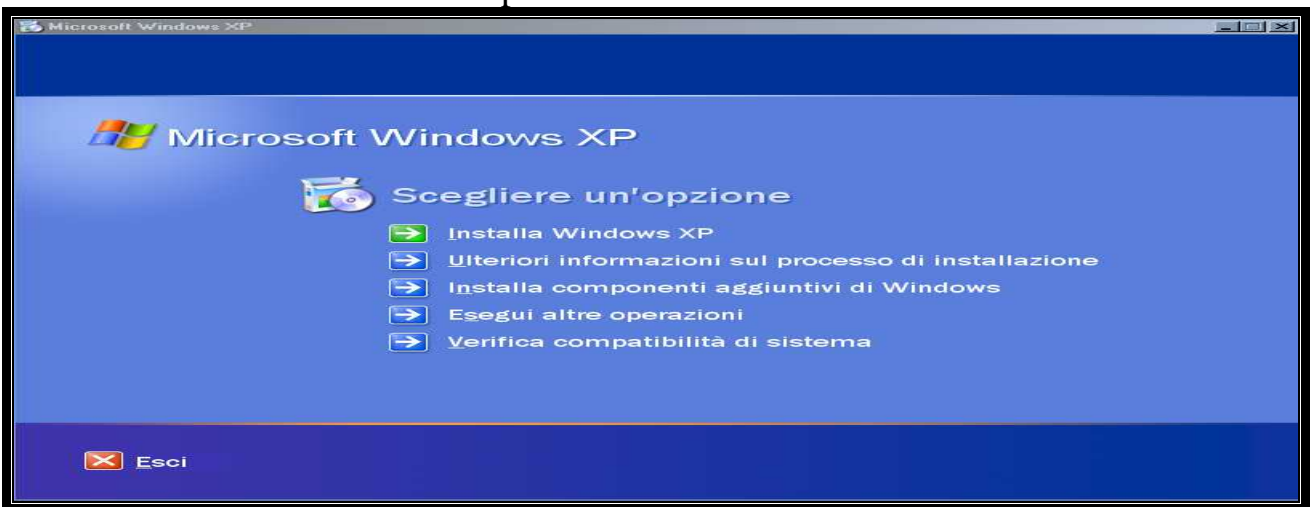 Microsoft Windows XP
Microsoft Windows XP
Scegliere un'opzione
Installa Windows XP
Ulteriori informazioni sul processo di installazione
Installa componenti aggiuntivi di Windows
Esegui altre operazioni
Verifica compatibilità di sistema
Esci